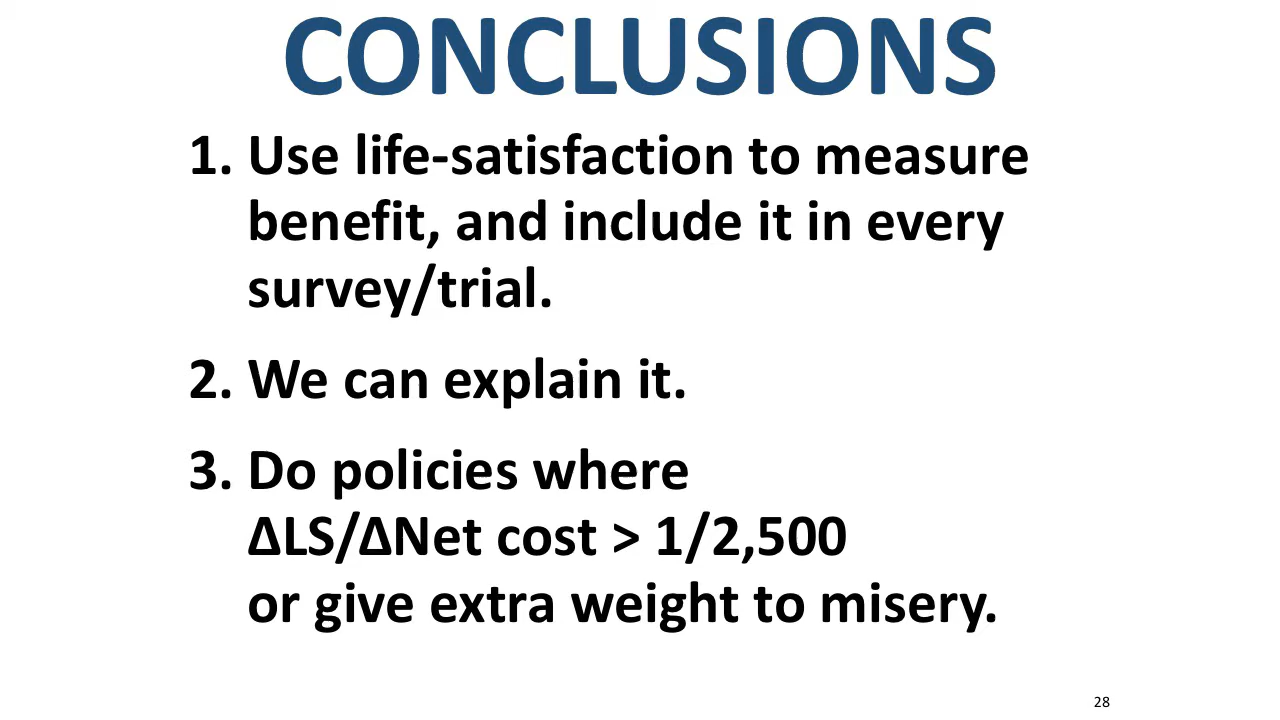 CONCLUSIONS
1. Use life-satisfaction to measure
benefit, and include it in every
survey/trial.
2. We can explain it.
3. Do policies where
ΔLS/ΔNet cost > 1/2,500
or give extra weight to misery.
28